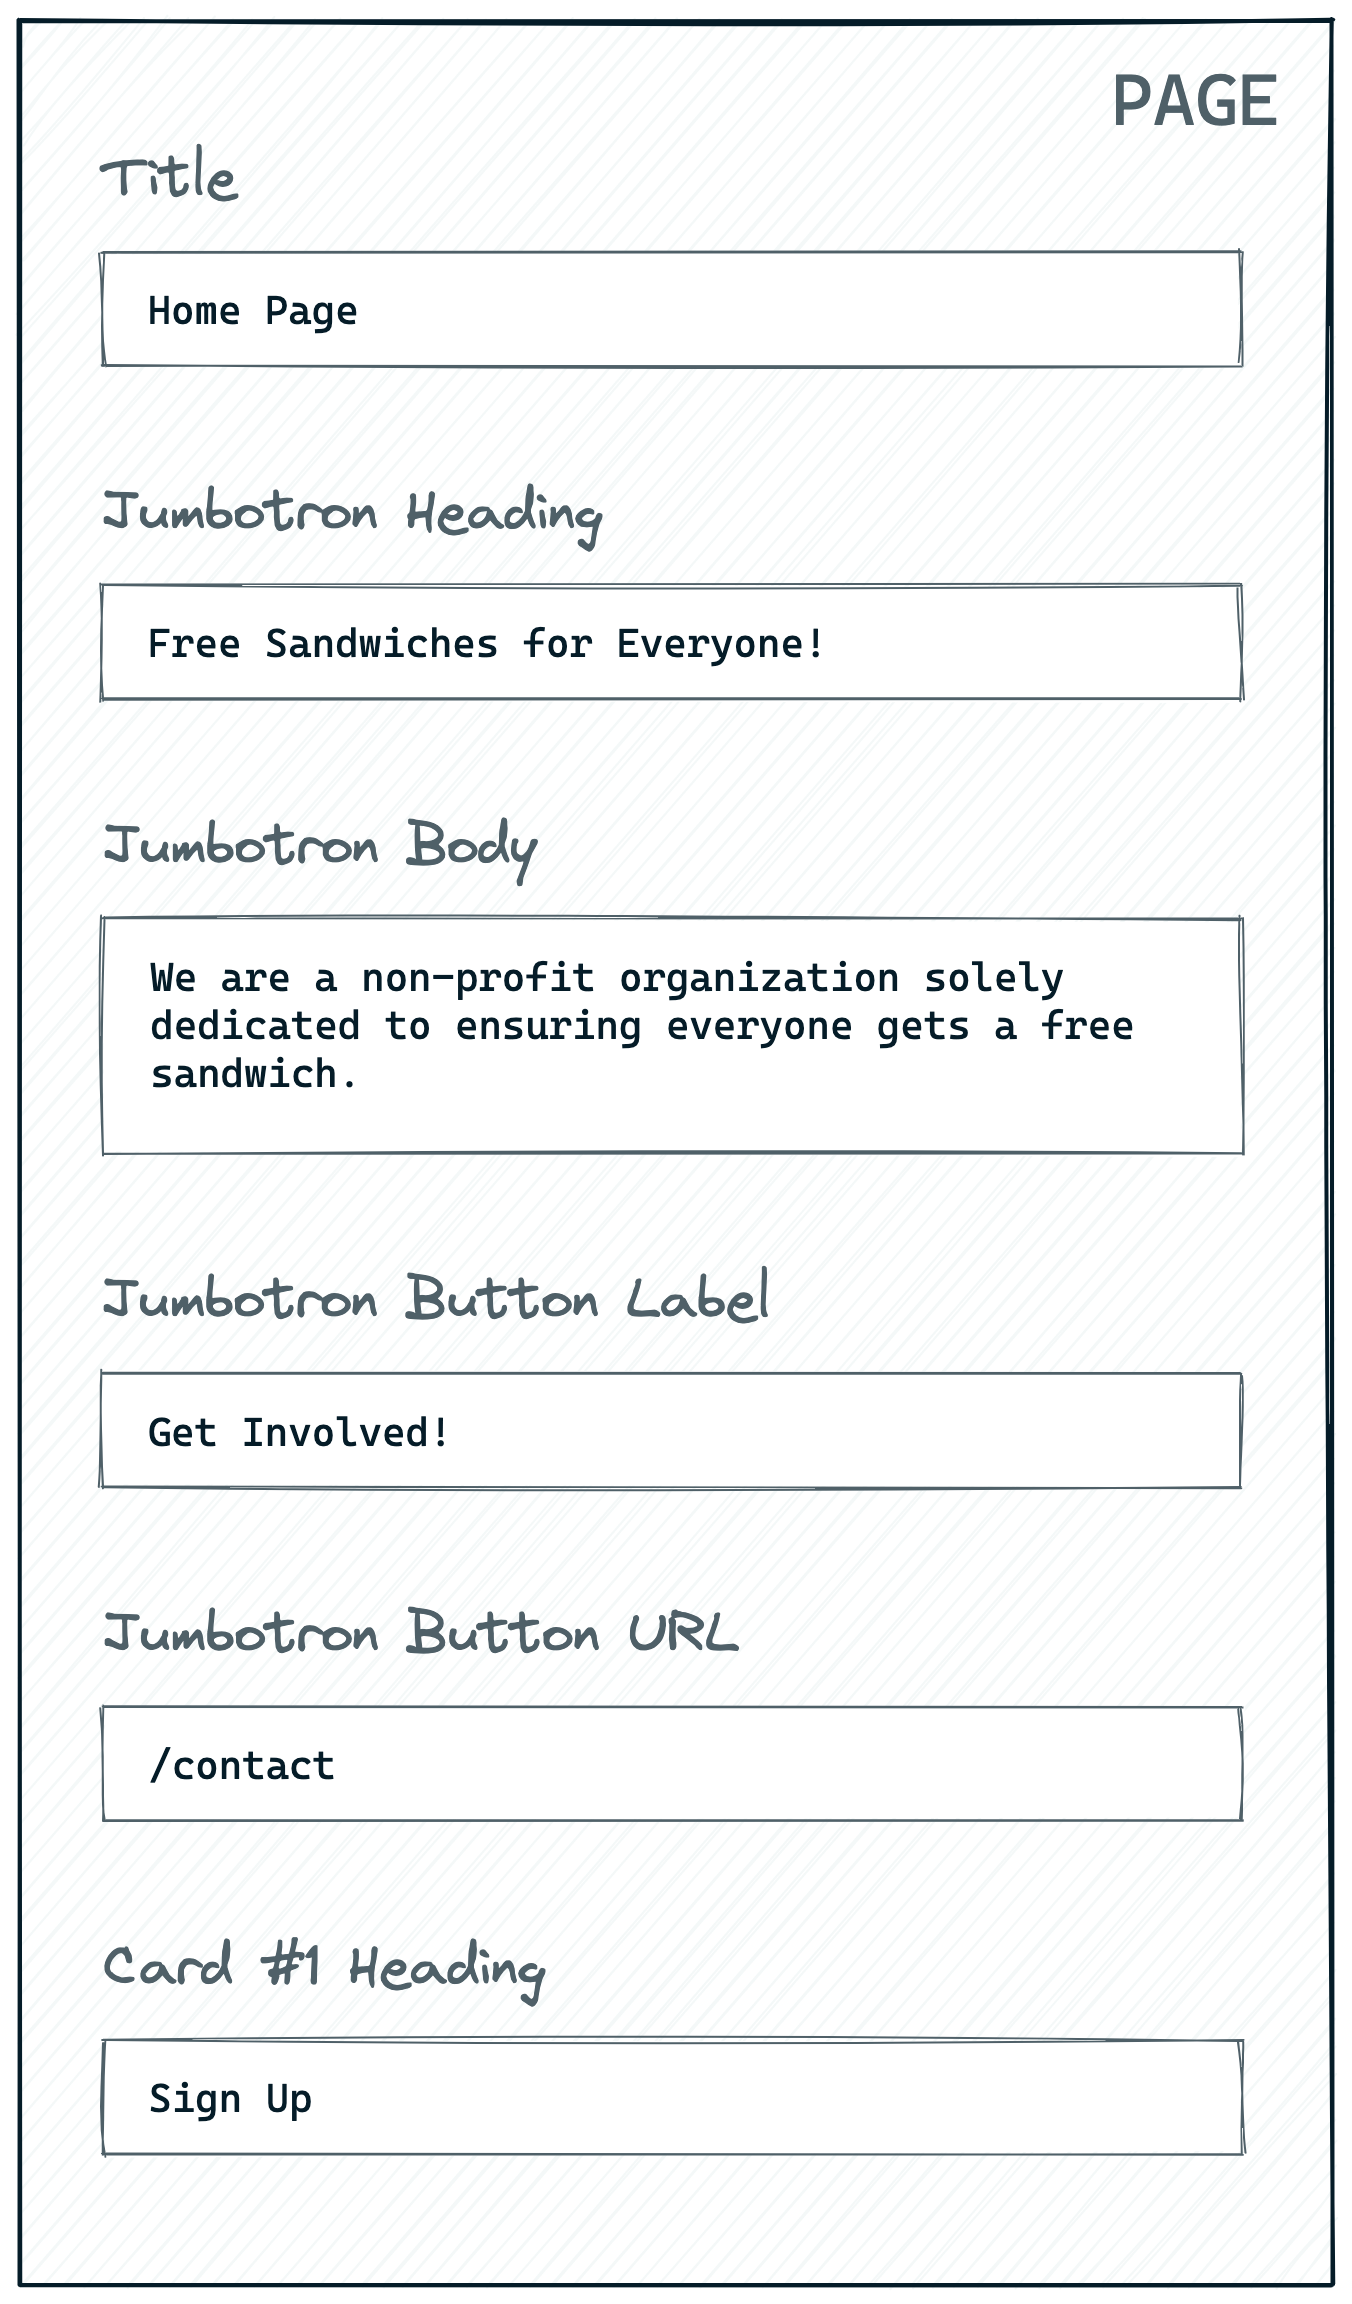 PAGE
Title
Home Page
Jumbotron Heading
Free Sandwiches for Everyone!
Jumbotron Body
We are a non-profit organization solely
dedicated to ensuring everyone gets a free
sandwich.
Jumbotron Button Label
Get Involved!
Jumbotron Button URL
/contact
Card #1 Heading
Sign Up